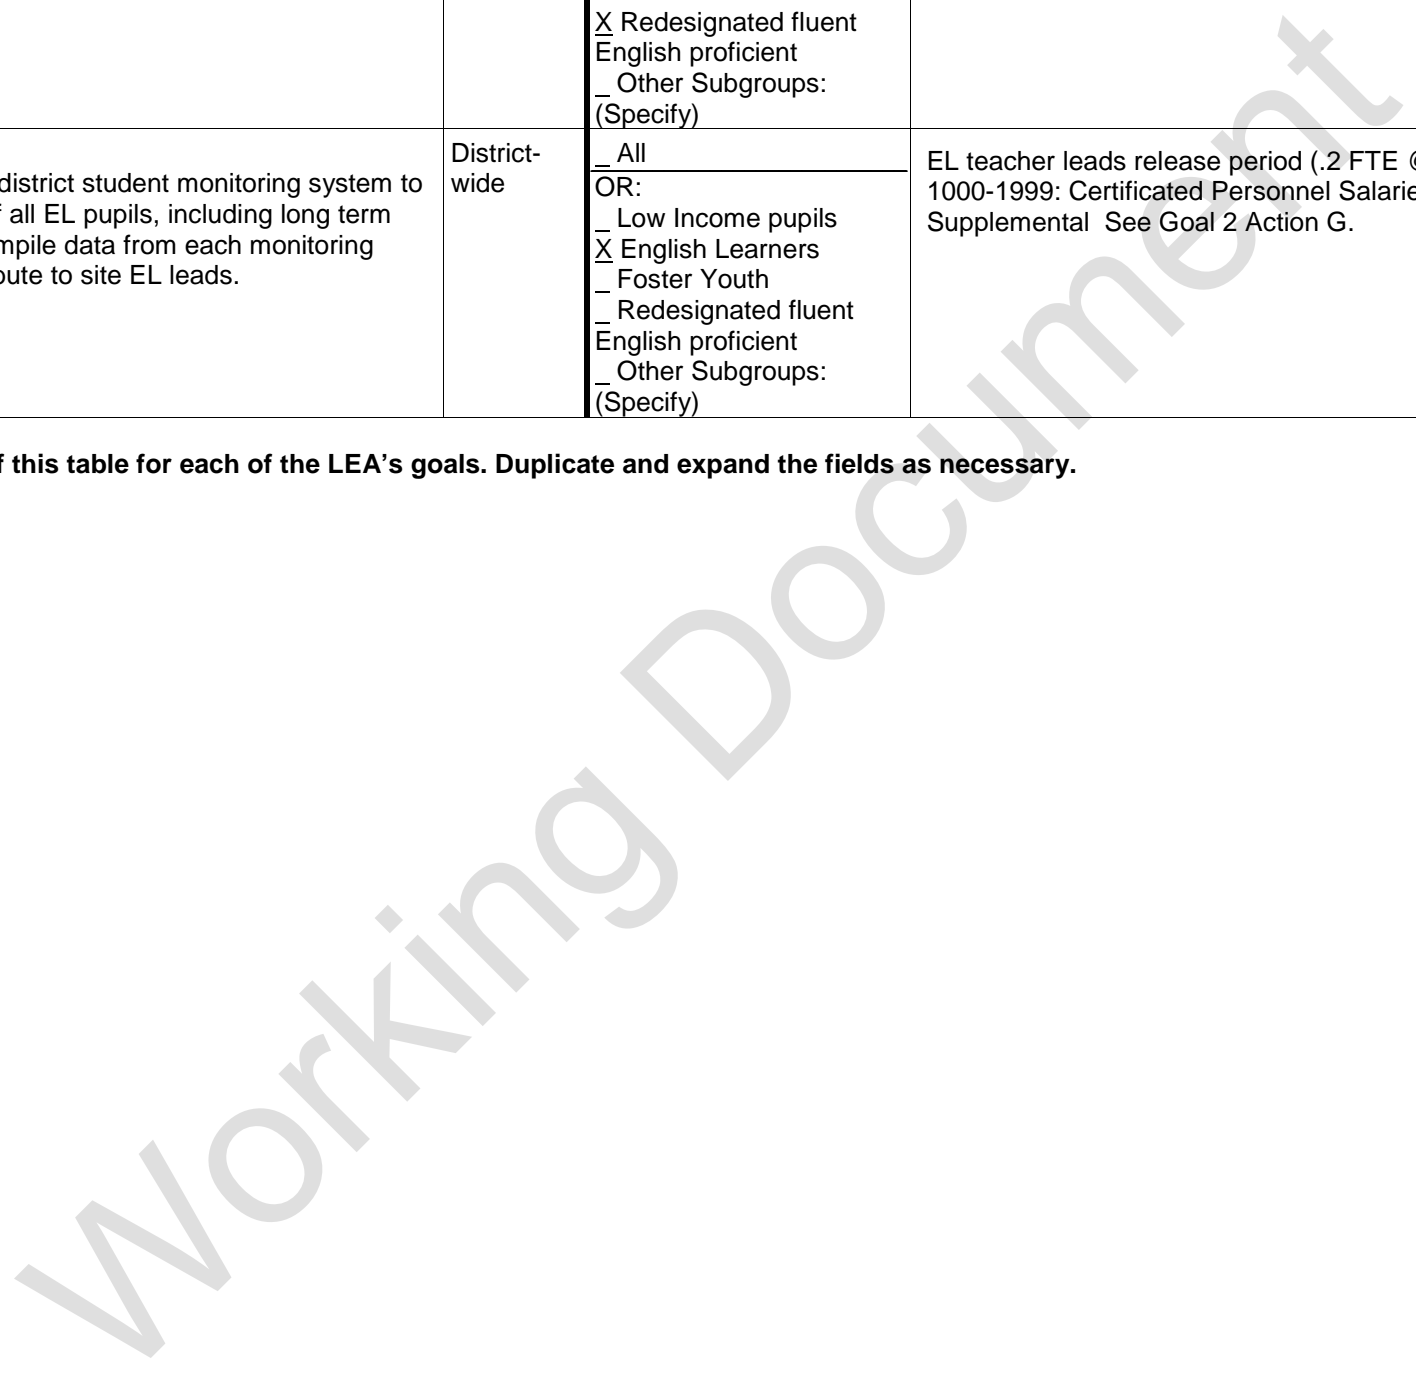 X Redesignated fluent
English proficient
_ Other Subgroups:
(Specify)
district student monitoring system to
all EL pupils, including long term
data from each monitoring
to site EL leads.
District-
wide
_ All
OR:
_ Low Income pupils
X English Learners
_ Foster Youth
_ Redesignated fluent
English proficient
_ Other Subgroups:
(Specify)
EL teacher leads release period (.2 FTE @
1000-1999: Certificated Personnel Salarie
Supplemental See Goal 2 Action G.
f this table for each of the LEA’s goals. Duplicate and expand the fields as necessary.
Working Document